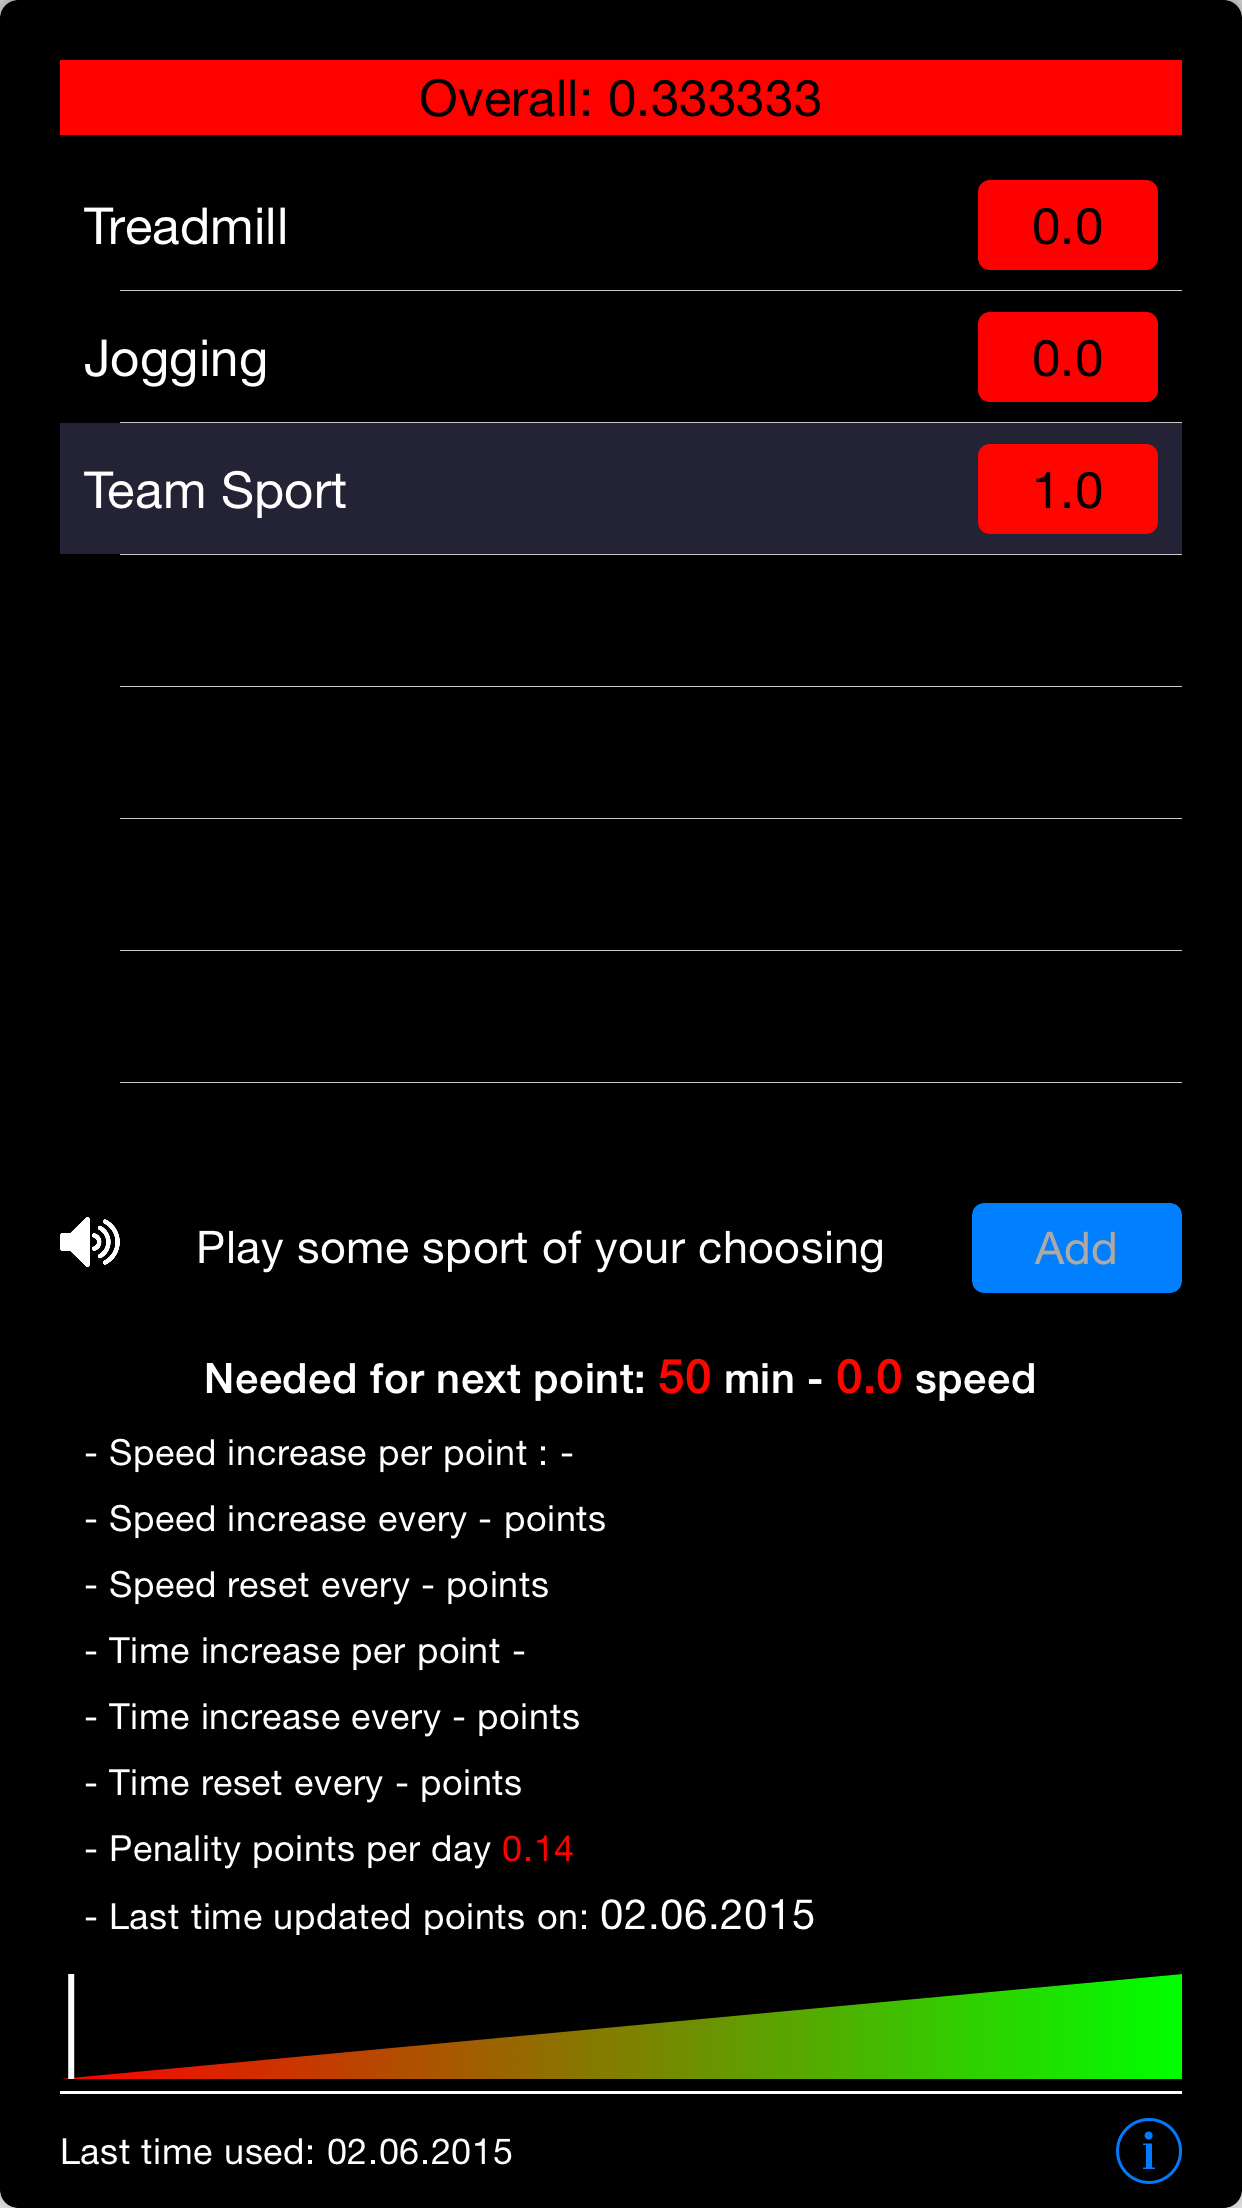 Overall: 0.333333
Treadmill 0.0
Jogging 0.0
Team Sport 1.0
Play some sport of your choosing Add
Needed for next point: 50 min - 0.0 speed
- Speed increase per point : -
- Speed increase every - points
- Speed reset every - points
- Time increase per point -
- Time increase every - points
- Time reset every - points
- Penality points per day 0.14
- Last time updated points on: 02.06.2015
Last time used: 02.06.2015
i